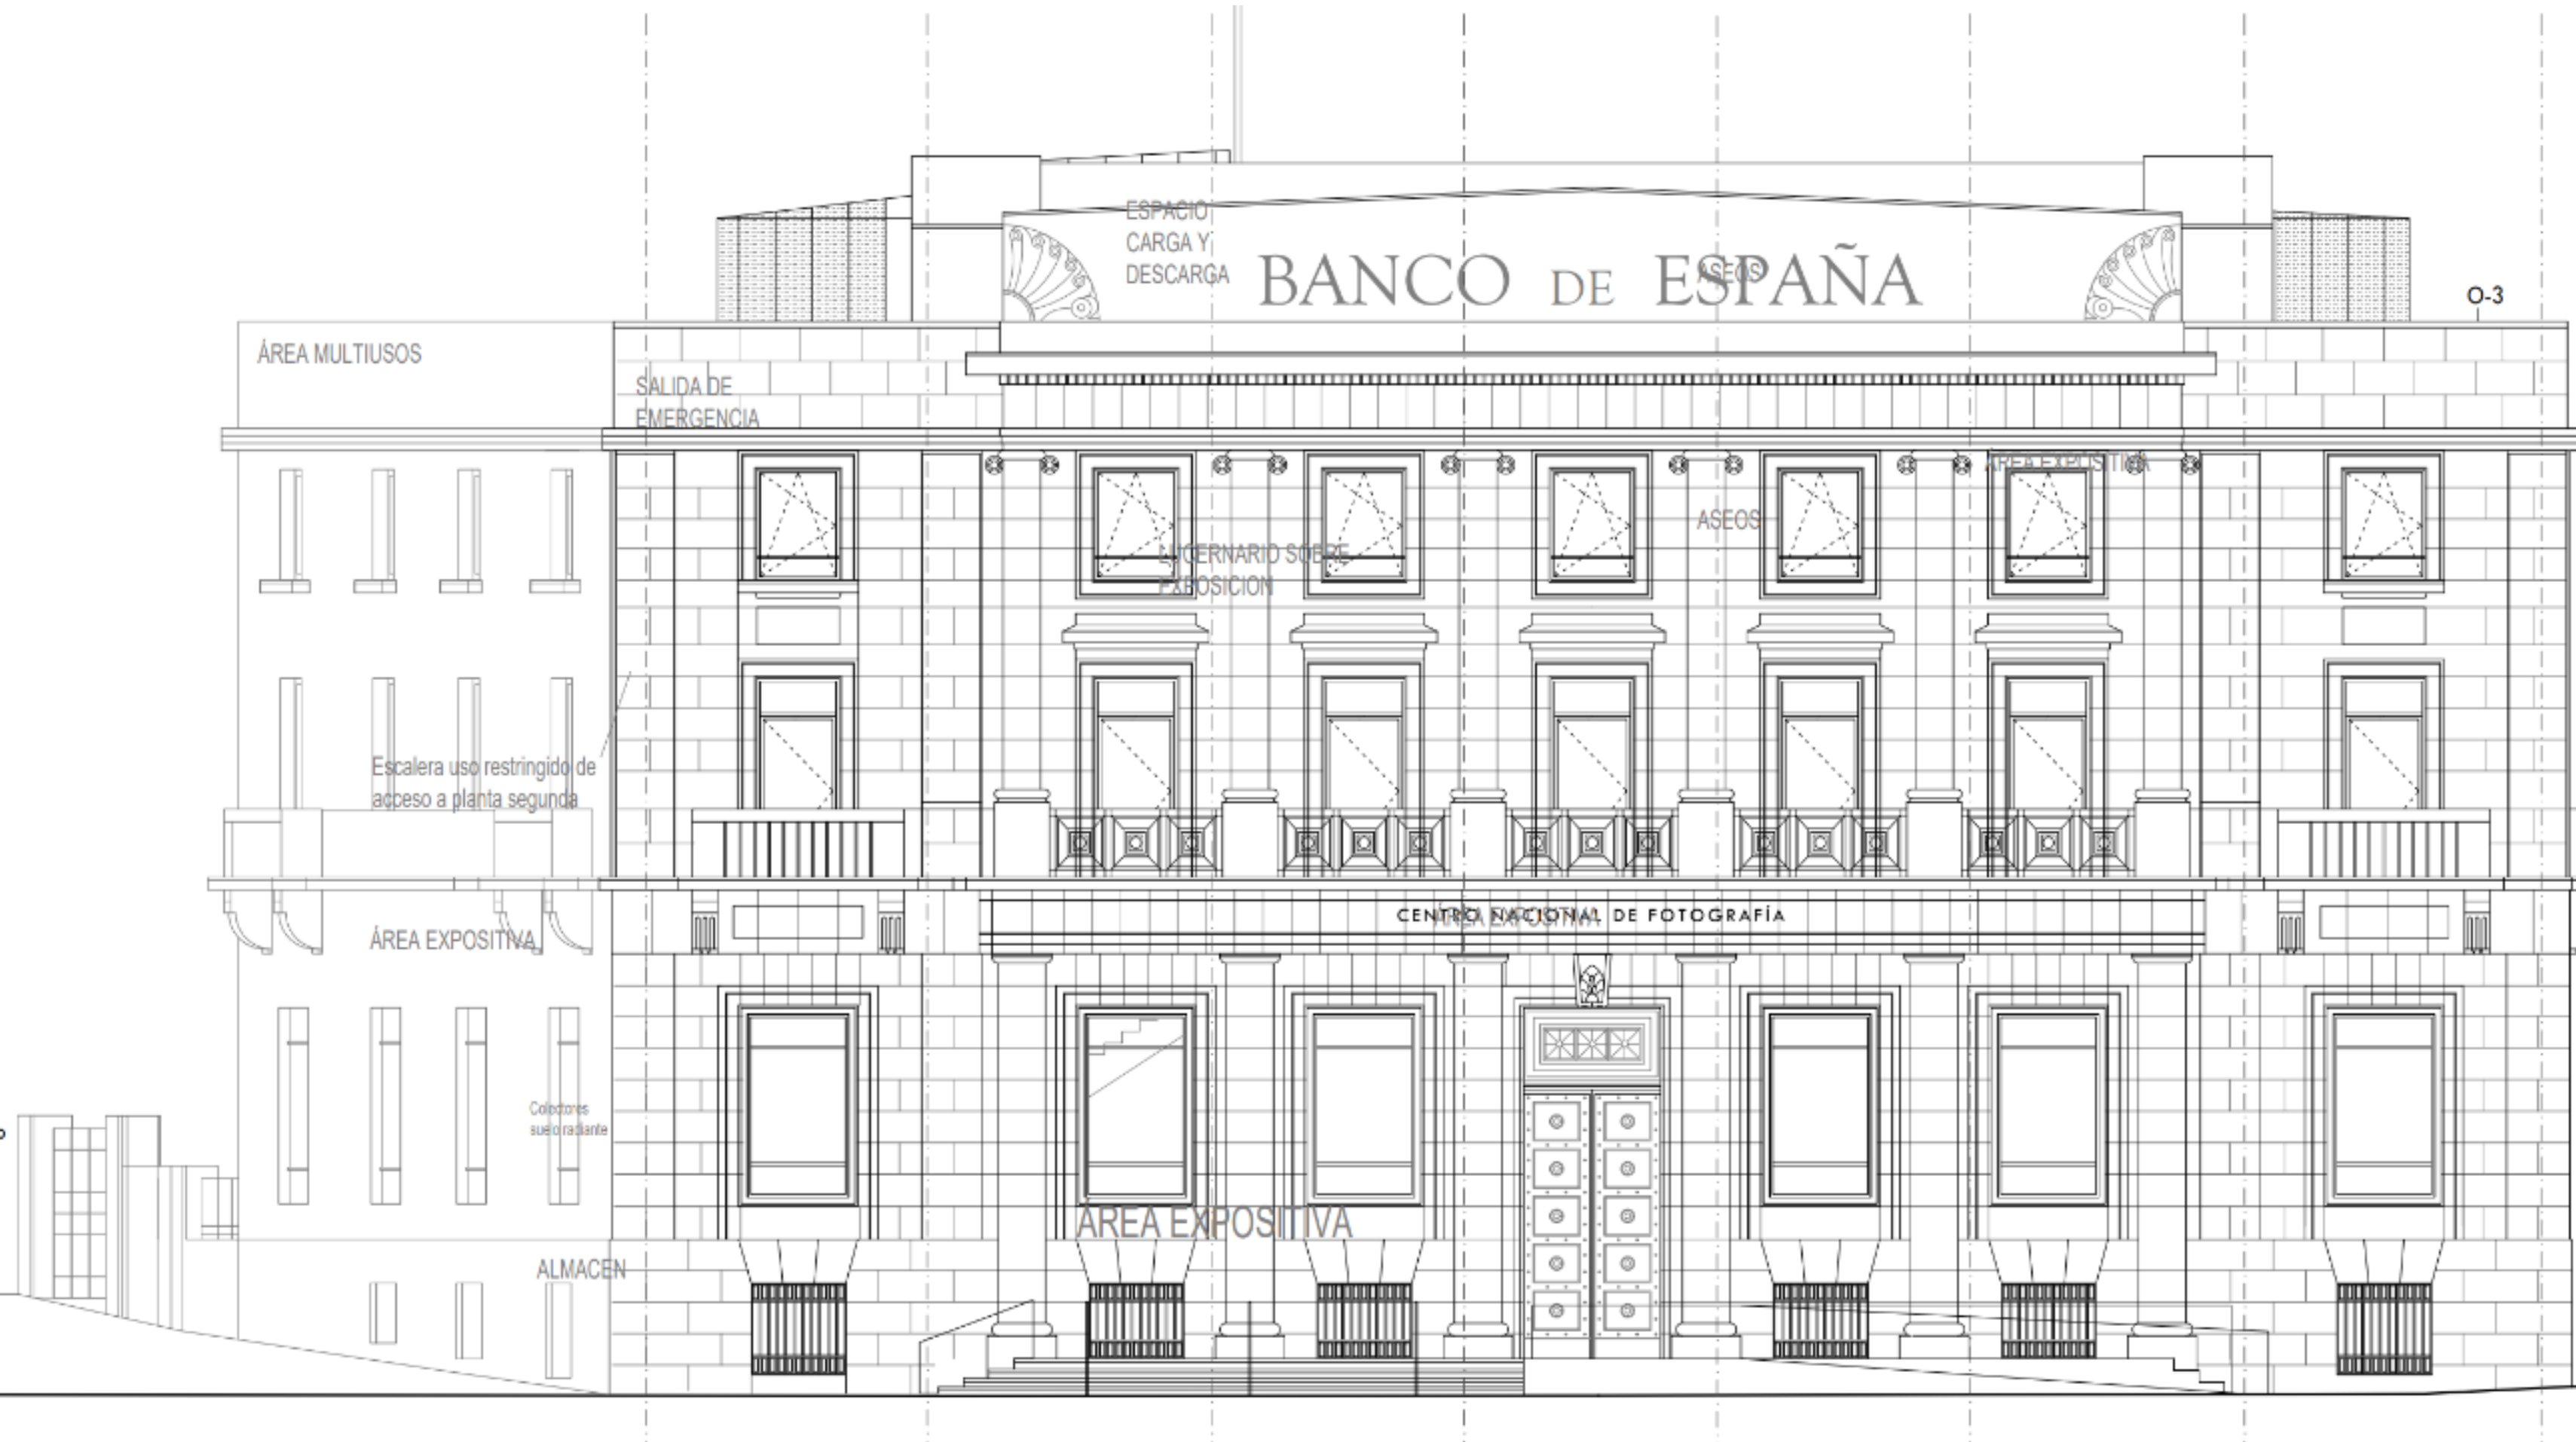 ESPACIO
CARGA Y
DESCARGA
BANCO DE ESPAÑA
ASEOS
O-3
ÁREA MULTIUSOS
SALIDA DE
EMERGENCIA
ÁREA EXPOSITIVA
ASEOS
LUCERNARIO SOBRE
EXPOSICION
Escalera uso restringido de
acceso a planta segunda
CENTRO NACIONAL DE FOTOGRAFÍA
ÁREA EXPOSITIVA
ÁREA EXPOSITIVA
Colectores
suelo radiante
ÁREA EXPOSITIVA
ALMACEN